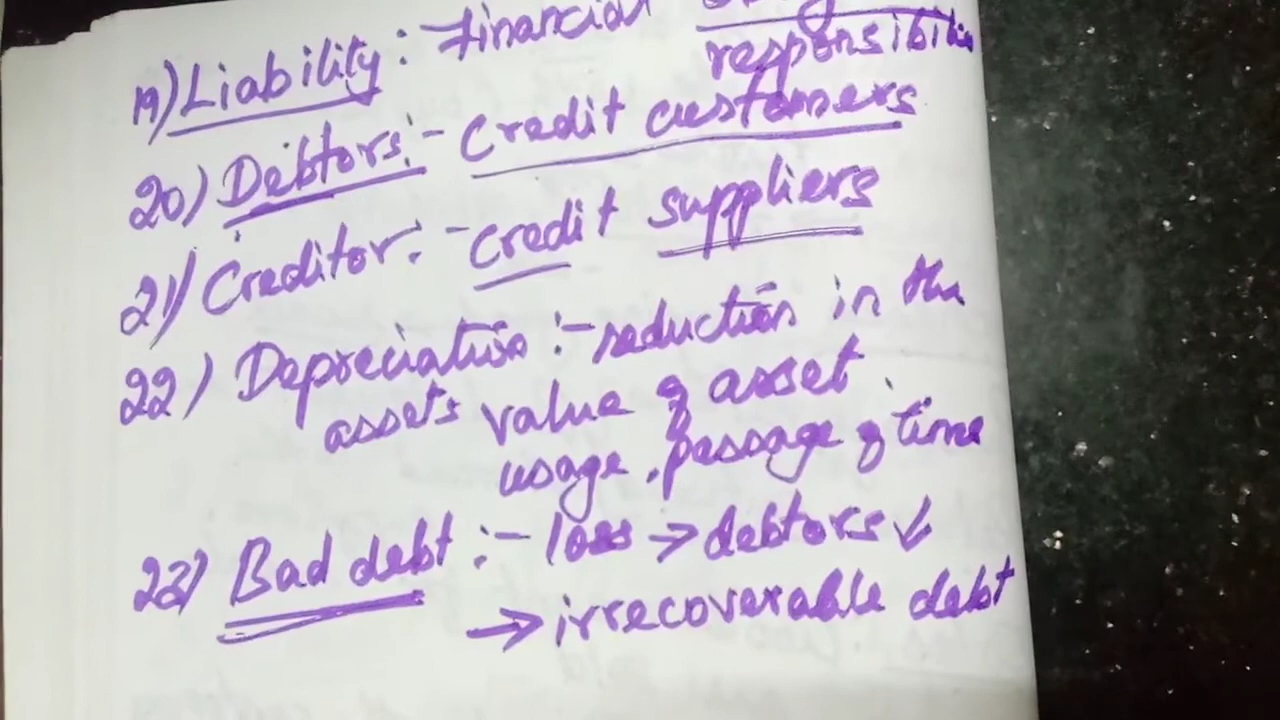 19) Liability : Financial
responsibility
20) Debtors :- Credit customers
21) Creditor :- credit suppliers
22) Depreciation :- reduction in the
assets value of asset.
usage, passage of time
23) Bad debt :- loss → debtors ↓
→ irrecoverable debt